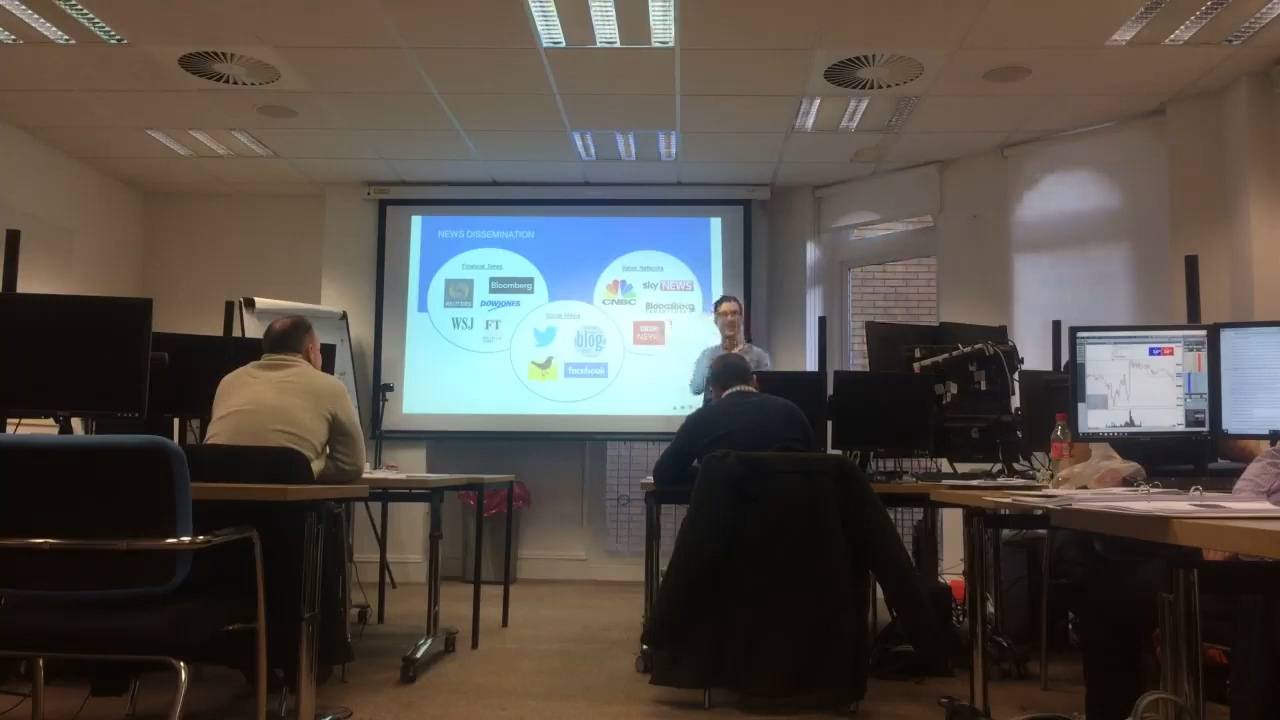 NEWS DISSEMINATION
Financial News
News Networks
REUTERS
Bloomberg
DOWJONES
WSJ
FT
Social Media
blog
facebook
CNBC
sky NEWS
Bloomberg
BBC
NEWS